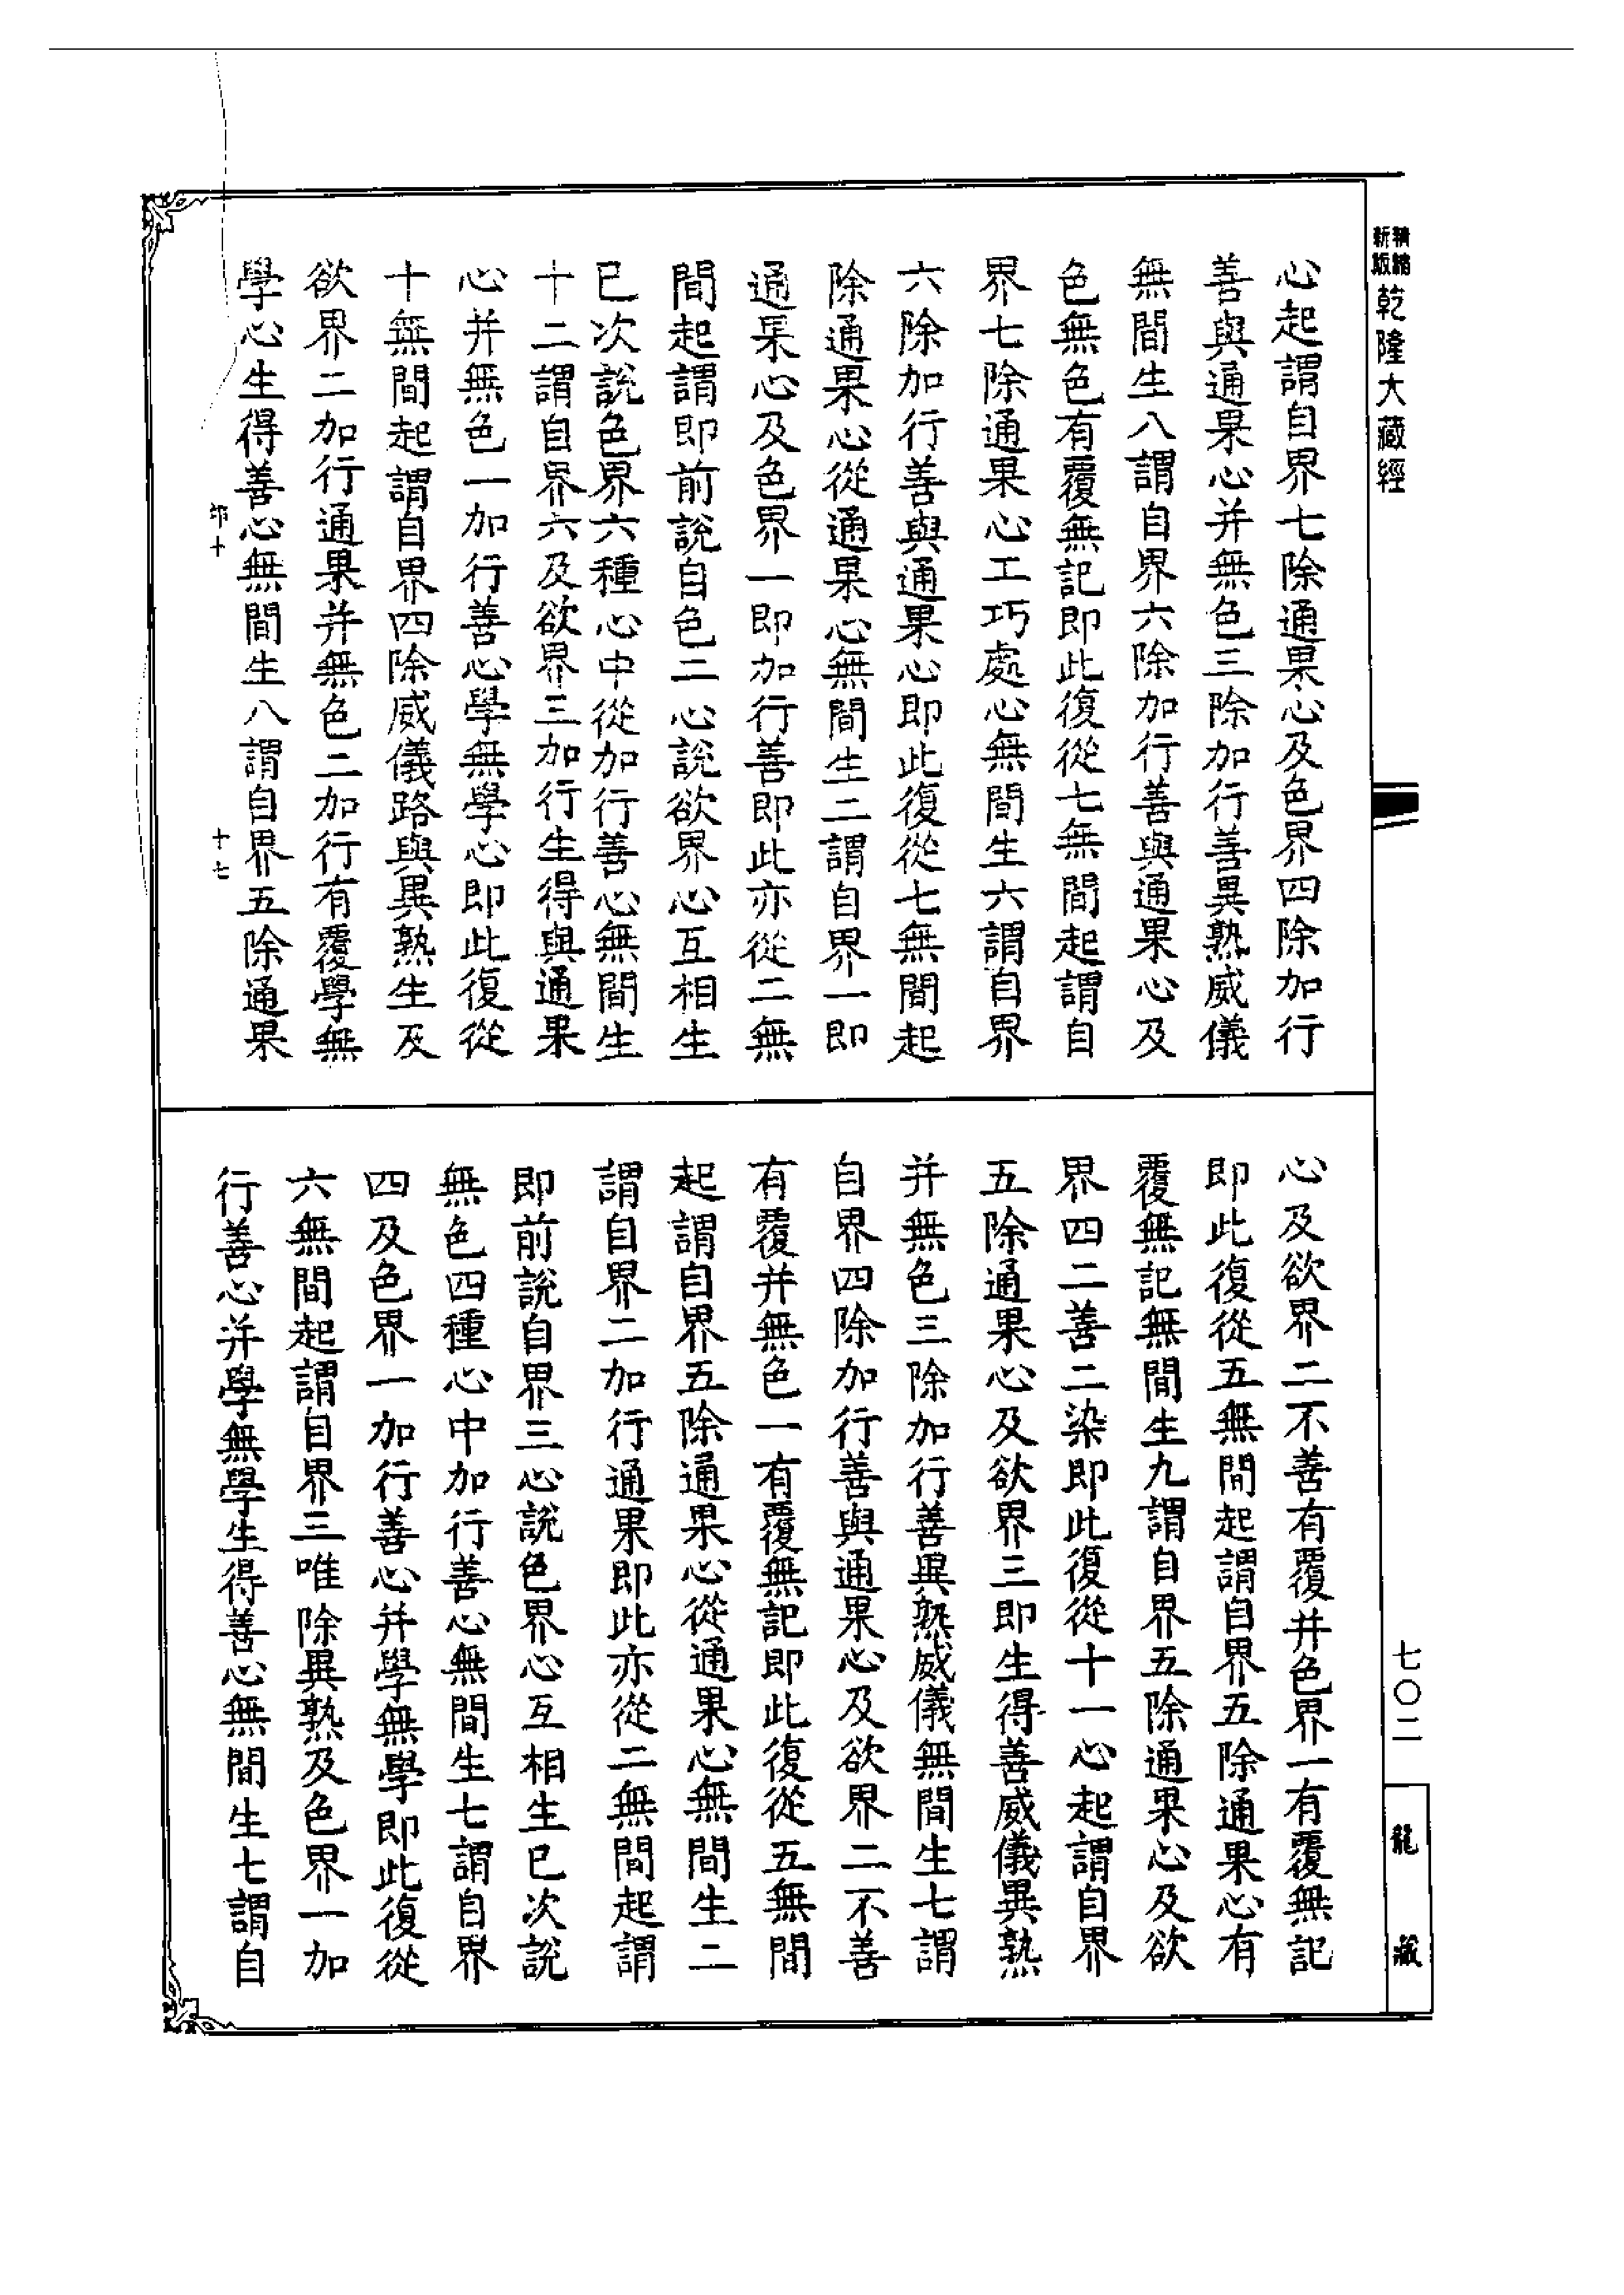 精縮
新版
乾隆大藏經
心起謂自界七除通果心及色界四除加行
善與通果心并無色三除加行善異熟威儀
無間生八謂自界六除加行善與通果心及
色無色有覆無記即此復從七無間起謂自
界七除通果心工巧處心無間生六謂自界
六除加行善與通果心即此復從七無間起
除通果心從通果心無間生二謂自界一即
通果心及色界一即加行善即此亦從二無
間起謂即前說自色二心說欲界心互相生
已次說色界六種心中從加行善心無間生
十二謂自界六及欲界三加行生得與通果
心并無色一加行善心學無學心即此復從
十無間起謂自界四除威儀路與異熟生及
欲界二加行通果并無色二加行有覆學無
學心生得善心無間生八謂自界五除通果
十七
心及欲界二不善有覆并色界一有覆無記
即此復從五無間起謂自界五除通果心有
覆無記無間生九謂自界五除通果心及欲
界四二善二染即此復從十一心起謂自界
五除通果心及欲界三即生得善威儀異熟
并無色三除加行善異熟威儀無間生七謂
自界四除加行善與通果心及欲界二不善
有覆并無色一有覆無記即此復從五無間
起謂自界五除通果心從通果心無間生二
謂自界二加行通果即此亦從二無間起謂
即前說自界三心說色界心互相生已次說
無色四種心中加行善心無間生七謂自界
四及色界一加行善心并學無學即此復從
六無間起謂自界三唯除異熟及色界一加
行善心并學無學生得善心無間生七謂自
七〇二
龍藏